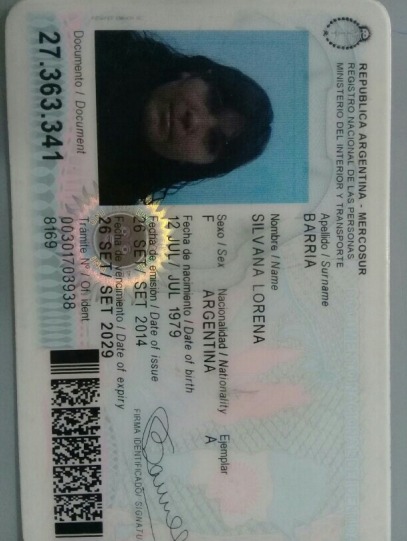 REPUBLICA ARGENTINA - MERCOSUR
REGISTRO NACIONAL DE LAS PERSONAS
MINISTERIO DEL INTERIOR Y TRANSPORTE
Apellido / Surname
BARRIA
Nombre / Name
SILVANA LORENA
Sexo / Sex Nacionalidad / Nationality Ejemplar
F ARGENTINA A
Fecha de nacimiento / Date of birth
12 JUL/ JUL 1979
Fecha de emisión / Date of issue
26 SET/ SET 2014
Fecha de vencimiento / Date of expiry
26 SET/ SET 2029
FIRMA IDENTIFICADO/ SIGNATU
Documento / Document
27.363.341
Trámite Nº / Of. ident.
00301703938
8169